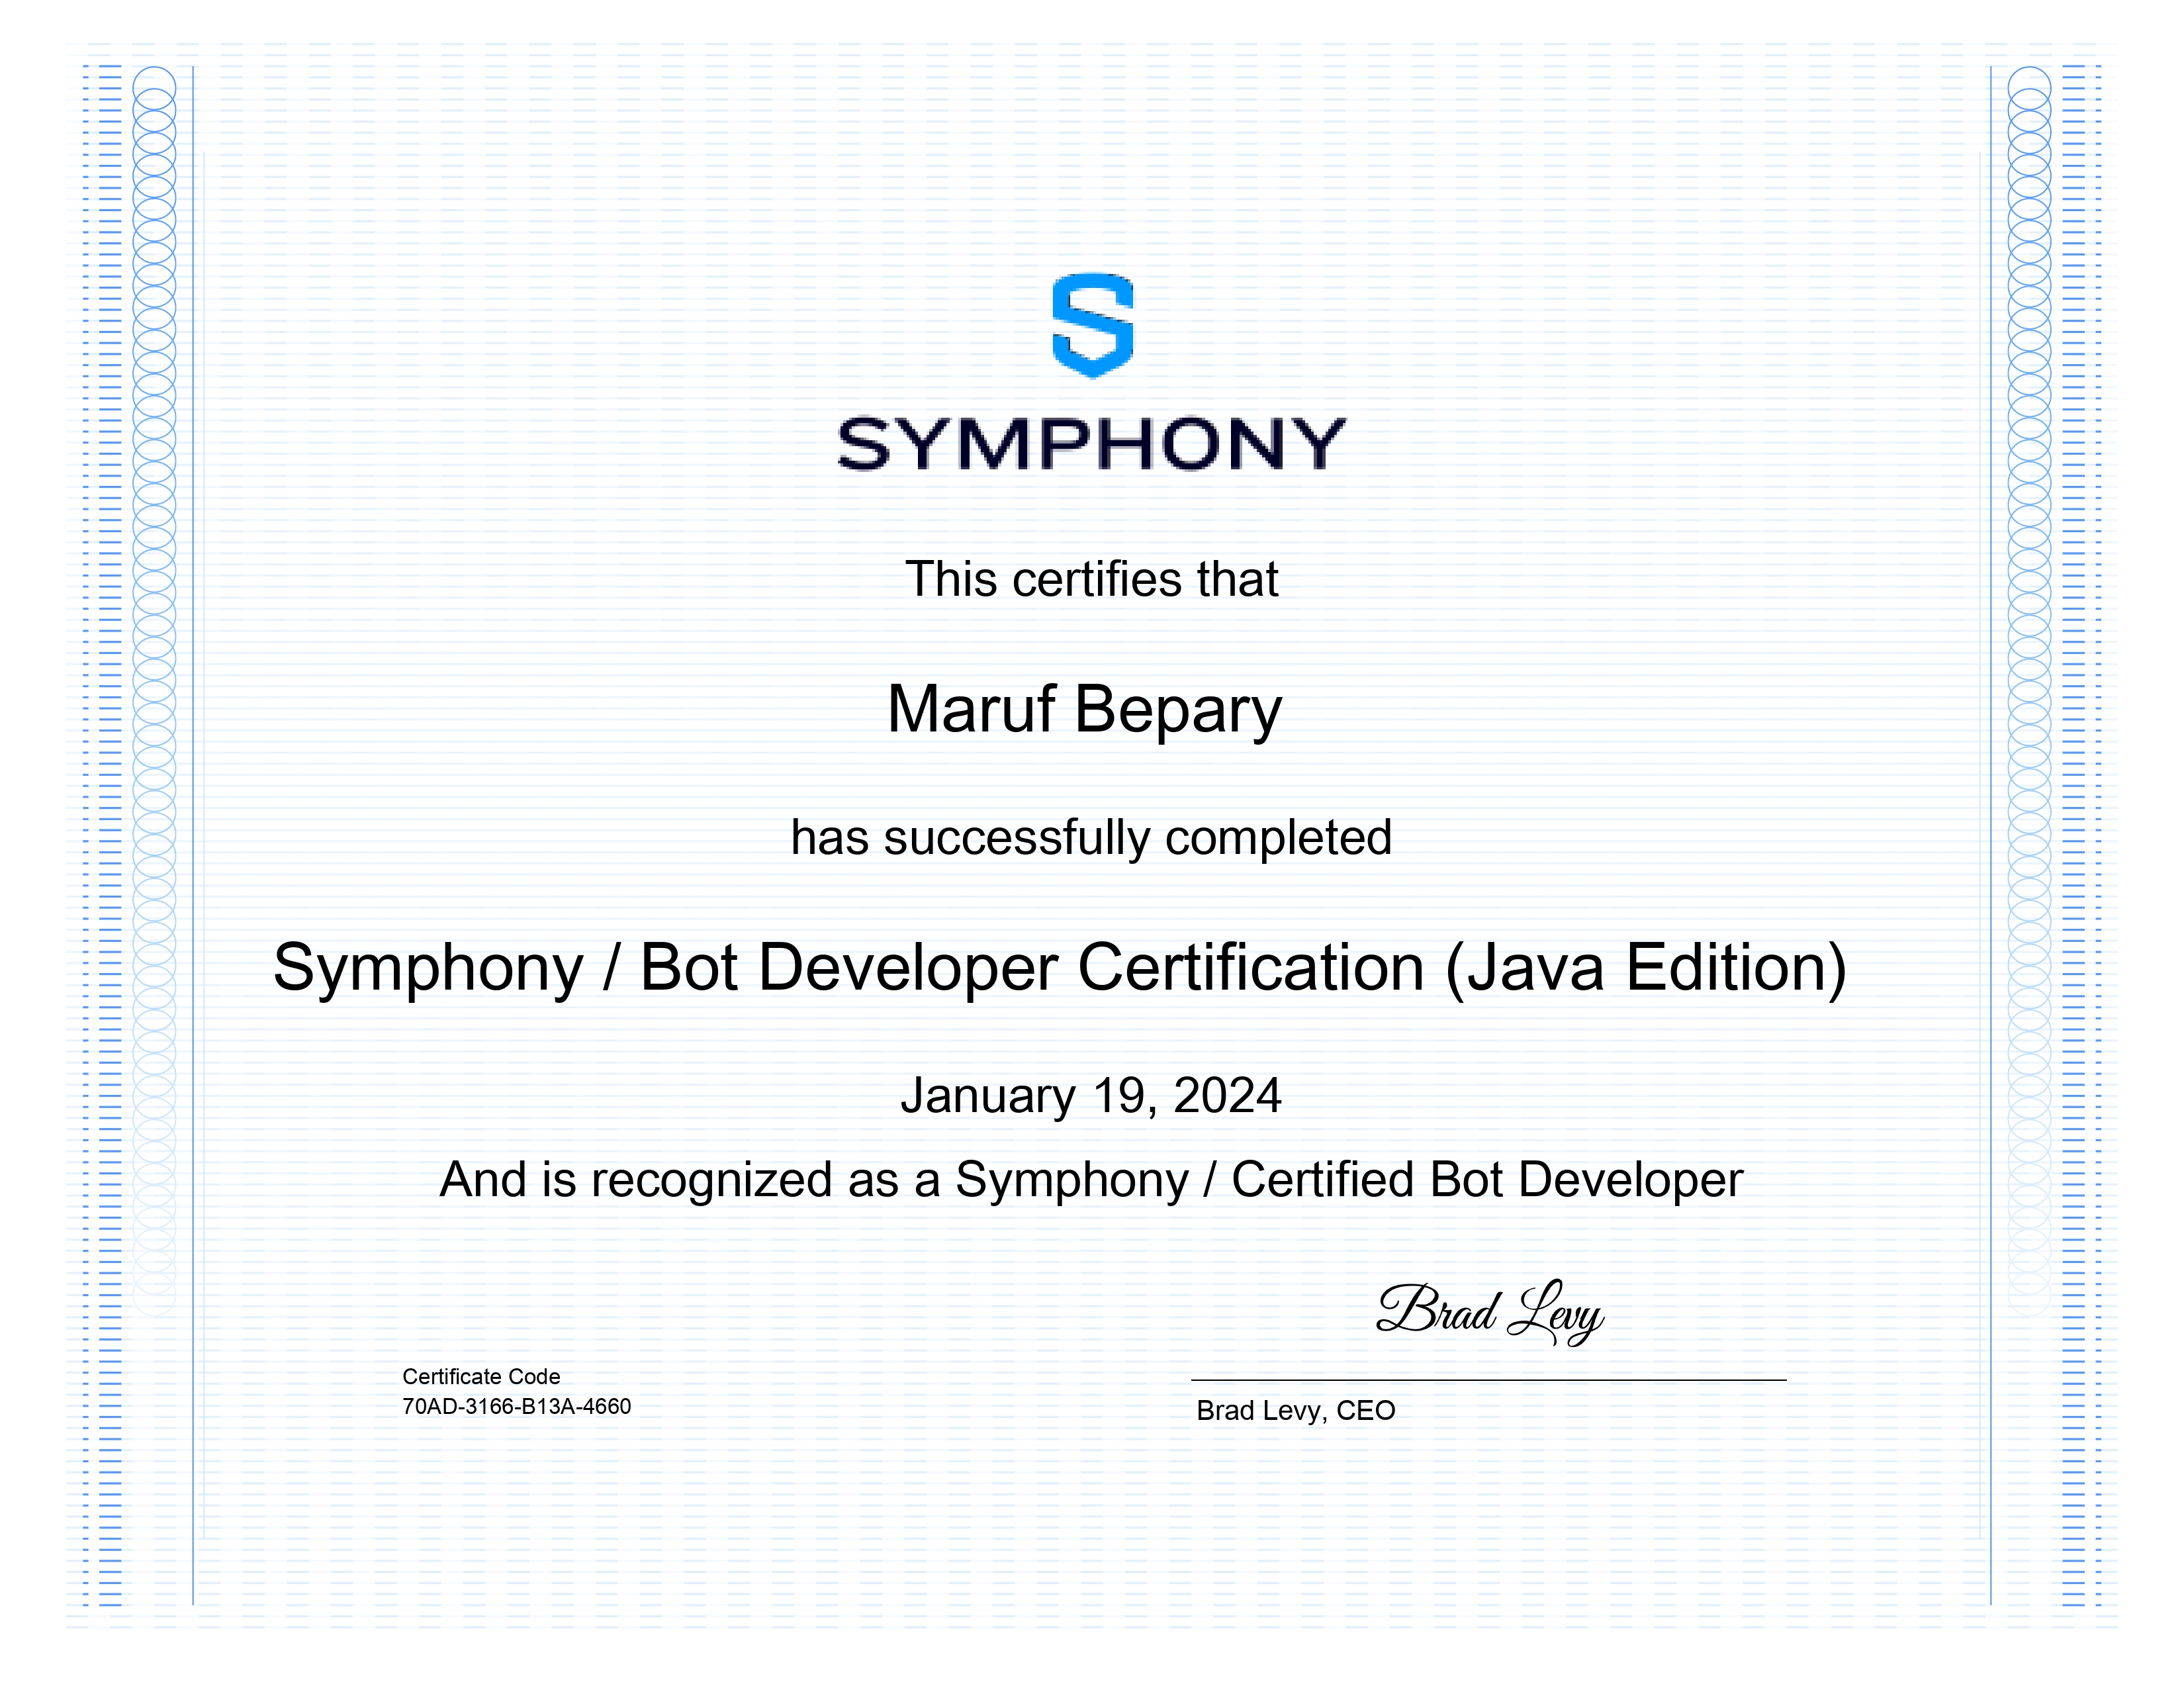 SYMPHONY
This certifies that
Maruf Bepary
has successfully completed
Symphony / Bot Developer Certification (Java Edition)
January 19, 2024
And is recognized as a Symphony / Certified Bot Developer
Brad Levy
Certificate Code
70AD-3166-B13A-4660
Brad Levy, CEO